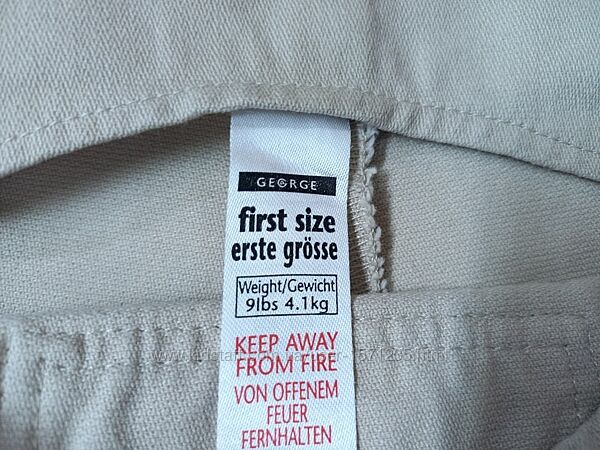 GEORGE
first size
erste grösse
Weight/Gewicht
9lbs 4.1kg
KEEP AWAY
FROM FIRE
VON OFFENEM
FEUER
FERNHALTEN